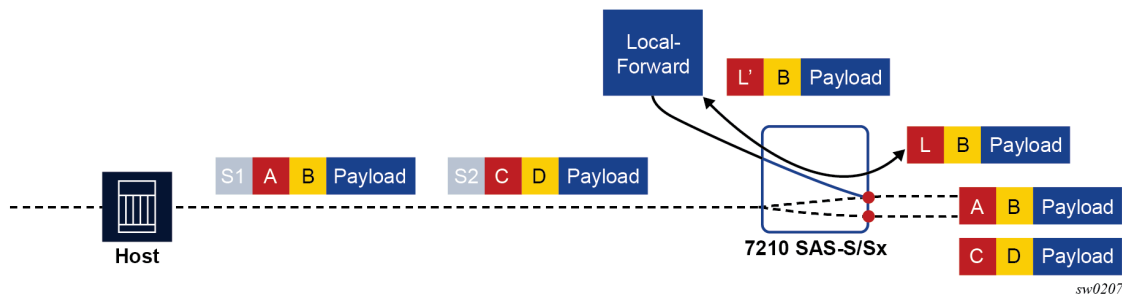 Local-
Forward
L' B Payload
L B Payload
S1 A B Payload
S2 C D Payload
A B Payload
Host
7210 SAS-S/Sx
C D Payload
sw0207